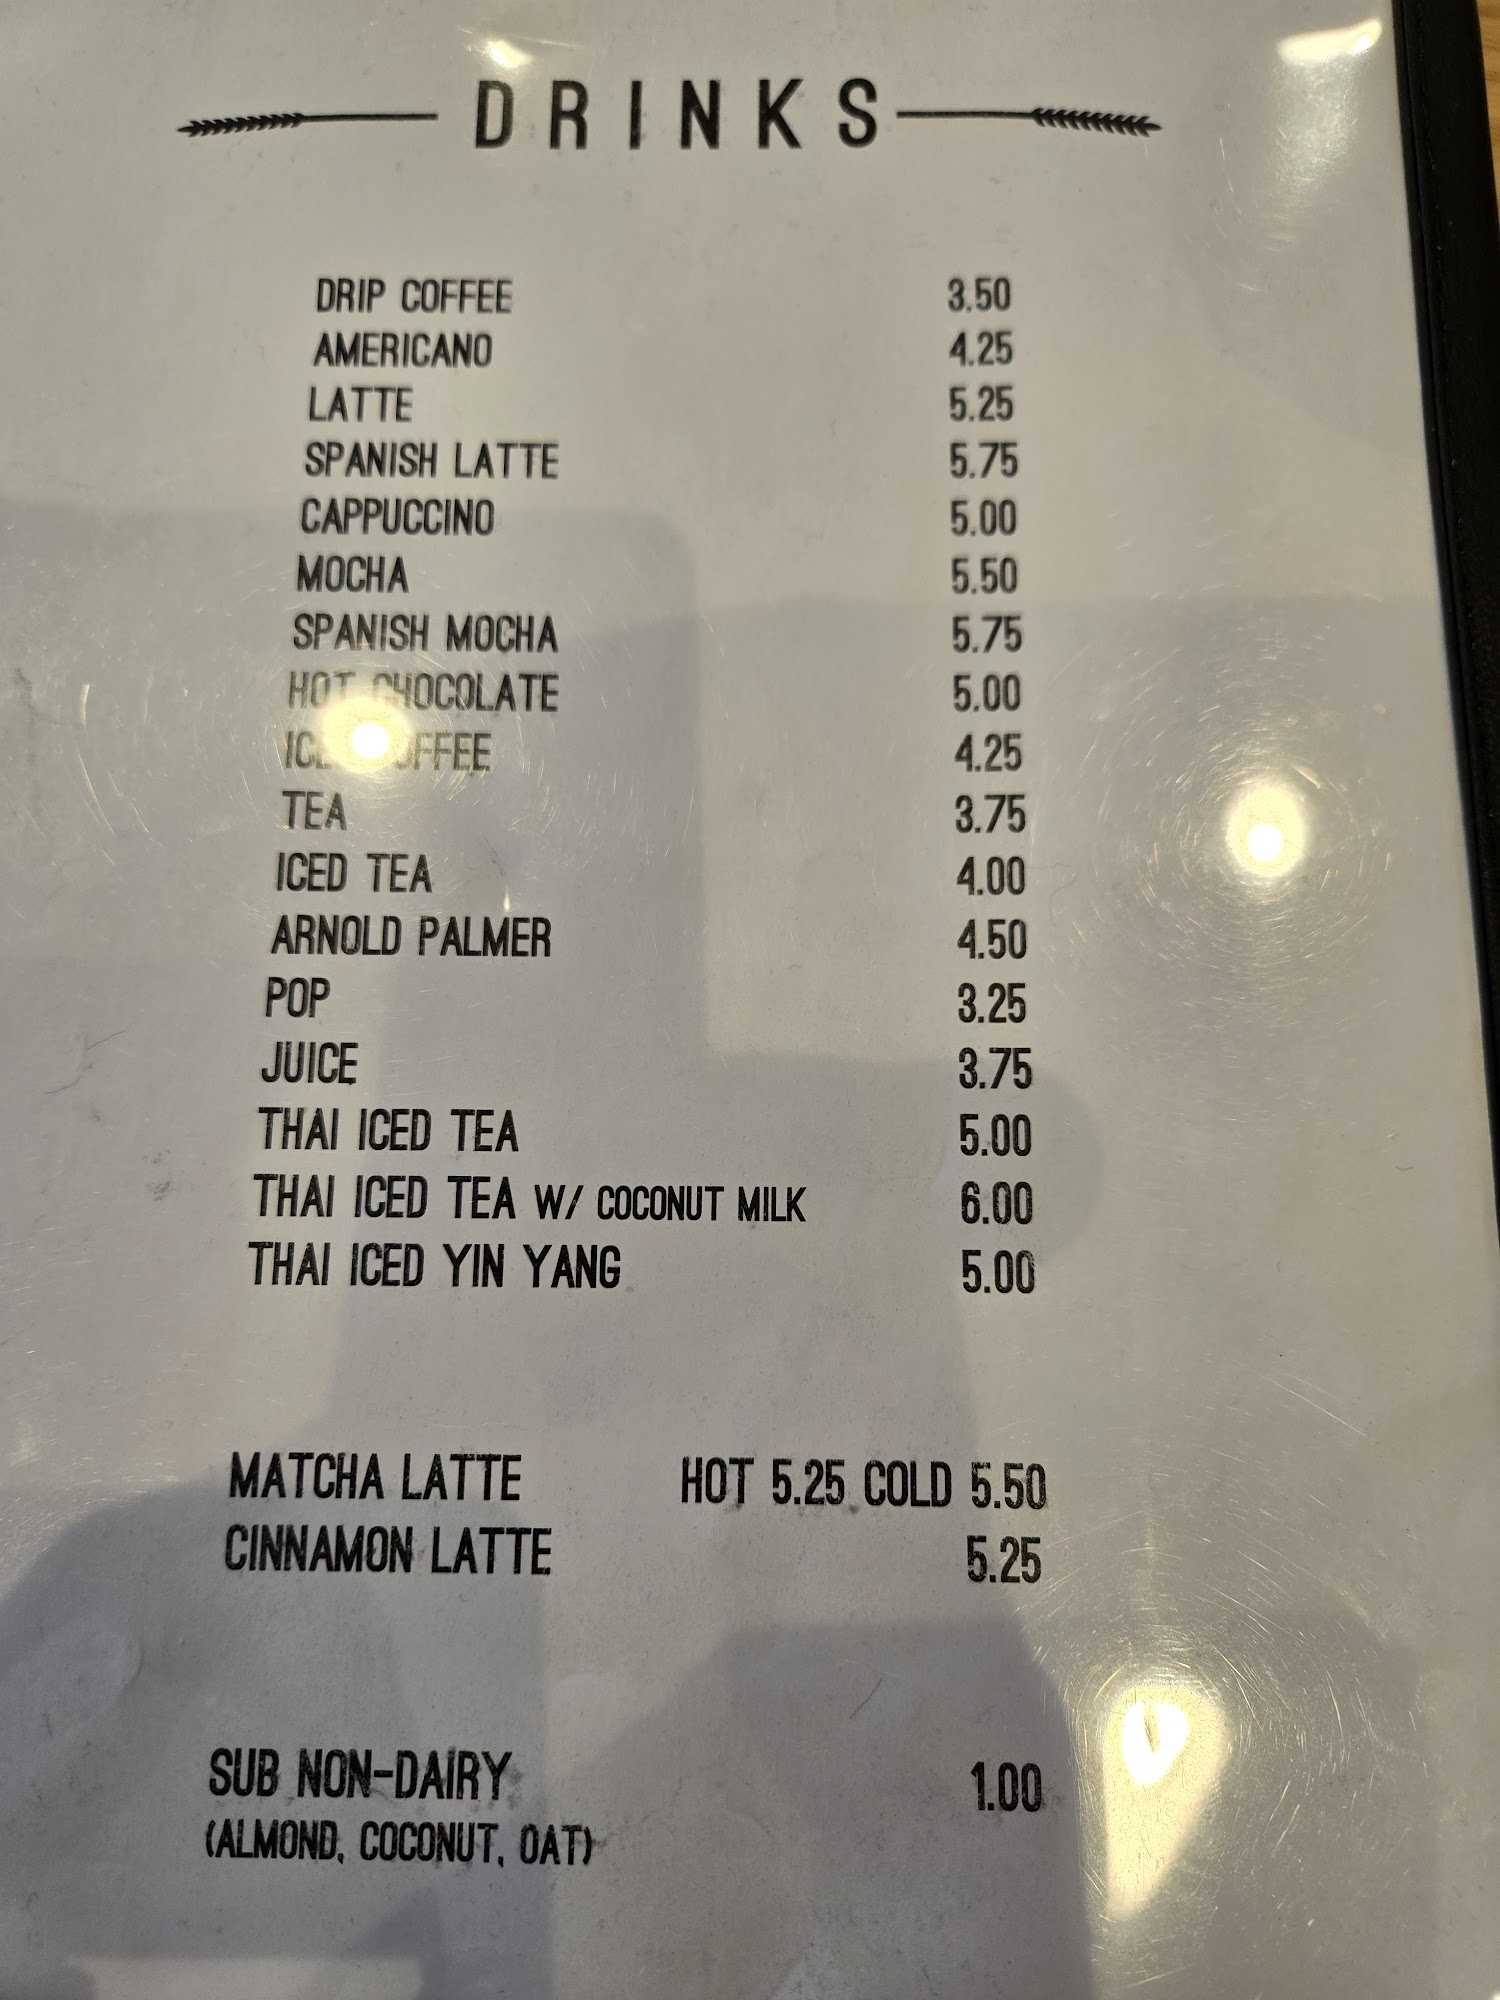 DRINKS
DRIP COFFEE 3.50
AMERICANO 4.25
LATTE 5.25
SPANISH LATTE 5.75
CAPPUCCINO 5.00
MOCHA 5.50
SPANISH MOCHA 5.75
HOT CHOCOLATE 5.00
ICED COFFEE 4.25
TEA 3.75
ICED TEA 4.00
ARNOLD PALMER 4.50
POP 3.25
JUICE 3.75
THAI ICED TEA 5.00
THAI ICED TEA W/ COCONUT MILK 6.00
THAI ICED YIN YANG 5.00
MATCHA LATTE HOT 5.25 COLD 5.50
CINNAMON LATTE 5.25
SUB NON-DAIRY 1.00
(ALMOND, COCONUT, OAT)